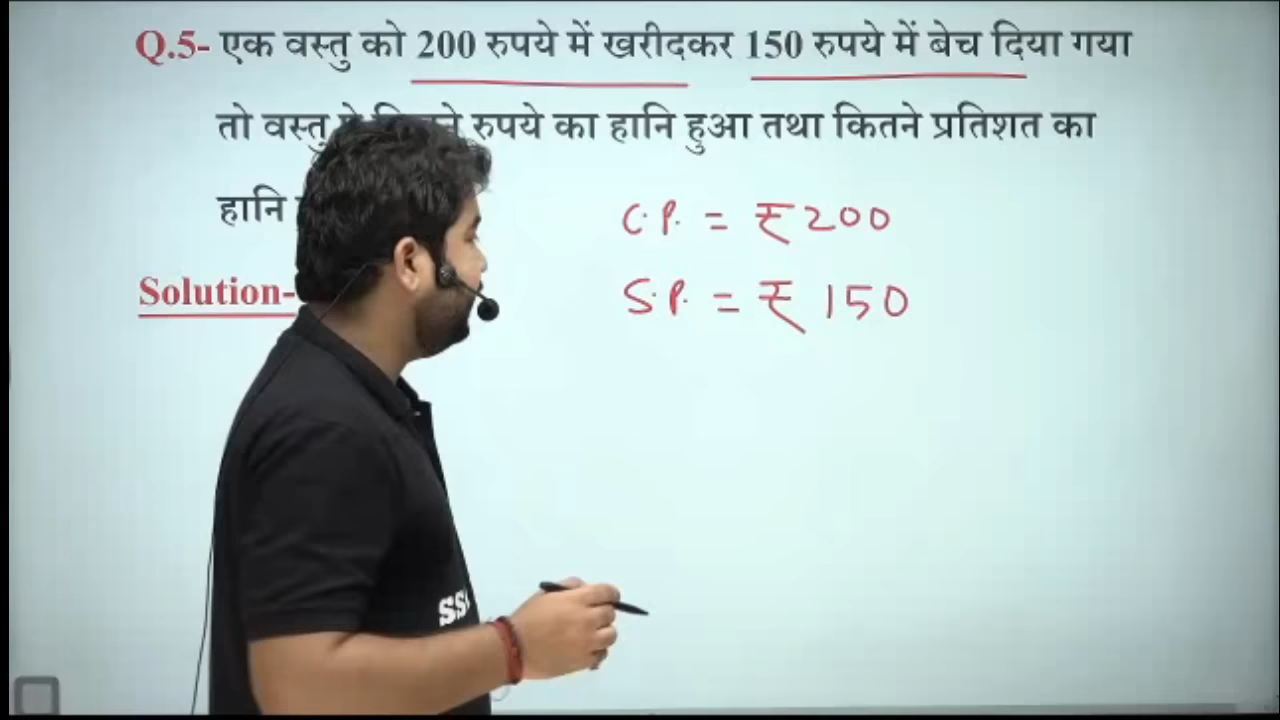 Q.5- एक वस्तु को 200 रुपये में खरीदकर 150 रुपये में बेच दिया गया
तो वस्तु रुपये का हानि हुआ तथा कितने प्रतिशत का
हानि
C.P. = ₹ 200
Solution-
S.P. = ₹ 150